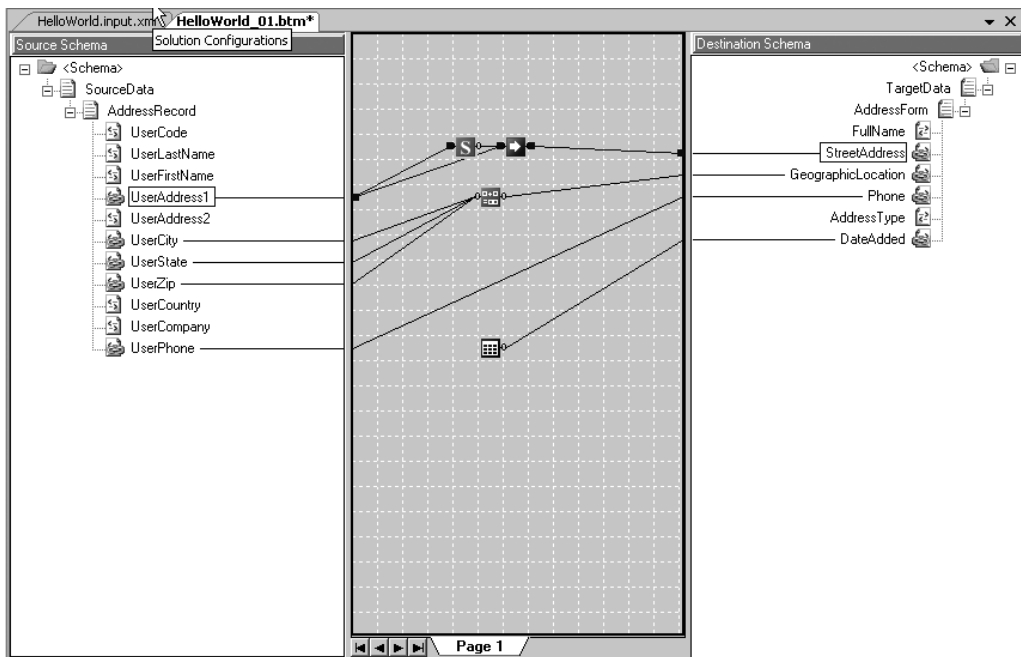 HelloWorld.input.xm
HelloWorld_01.btm*
Solution Configurations
Source Schema
<Schema>
SourceData
AddressRecord
UserCode
UserLastName
UserFirstName
UserAddress1
UserAddress2
UserCity
UserState
UserZip
UserCountry
UserCompany
UserPhone
S
Page 1
Destination Schema
<Schema>
TargetData
AddressForm
FullName
StreetAddress
GeographicLocation
Phone
AddressType
DateAdded